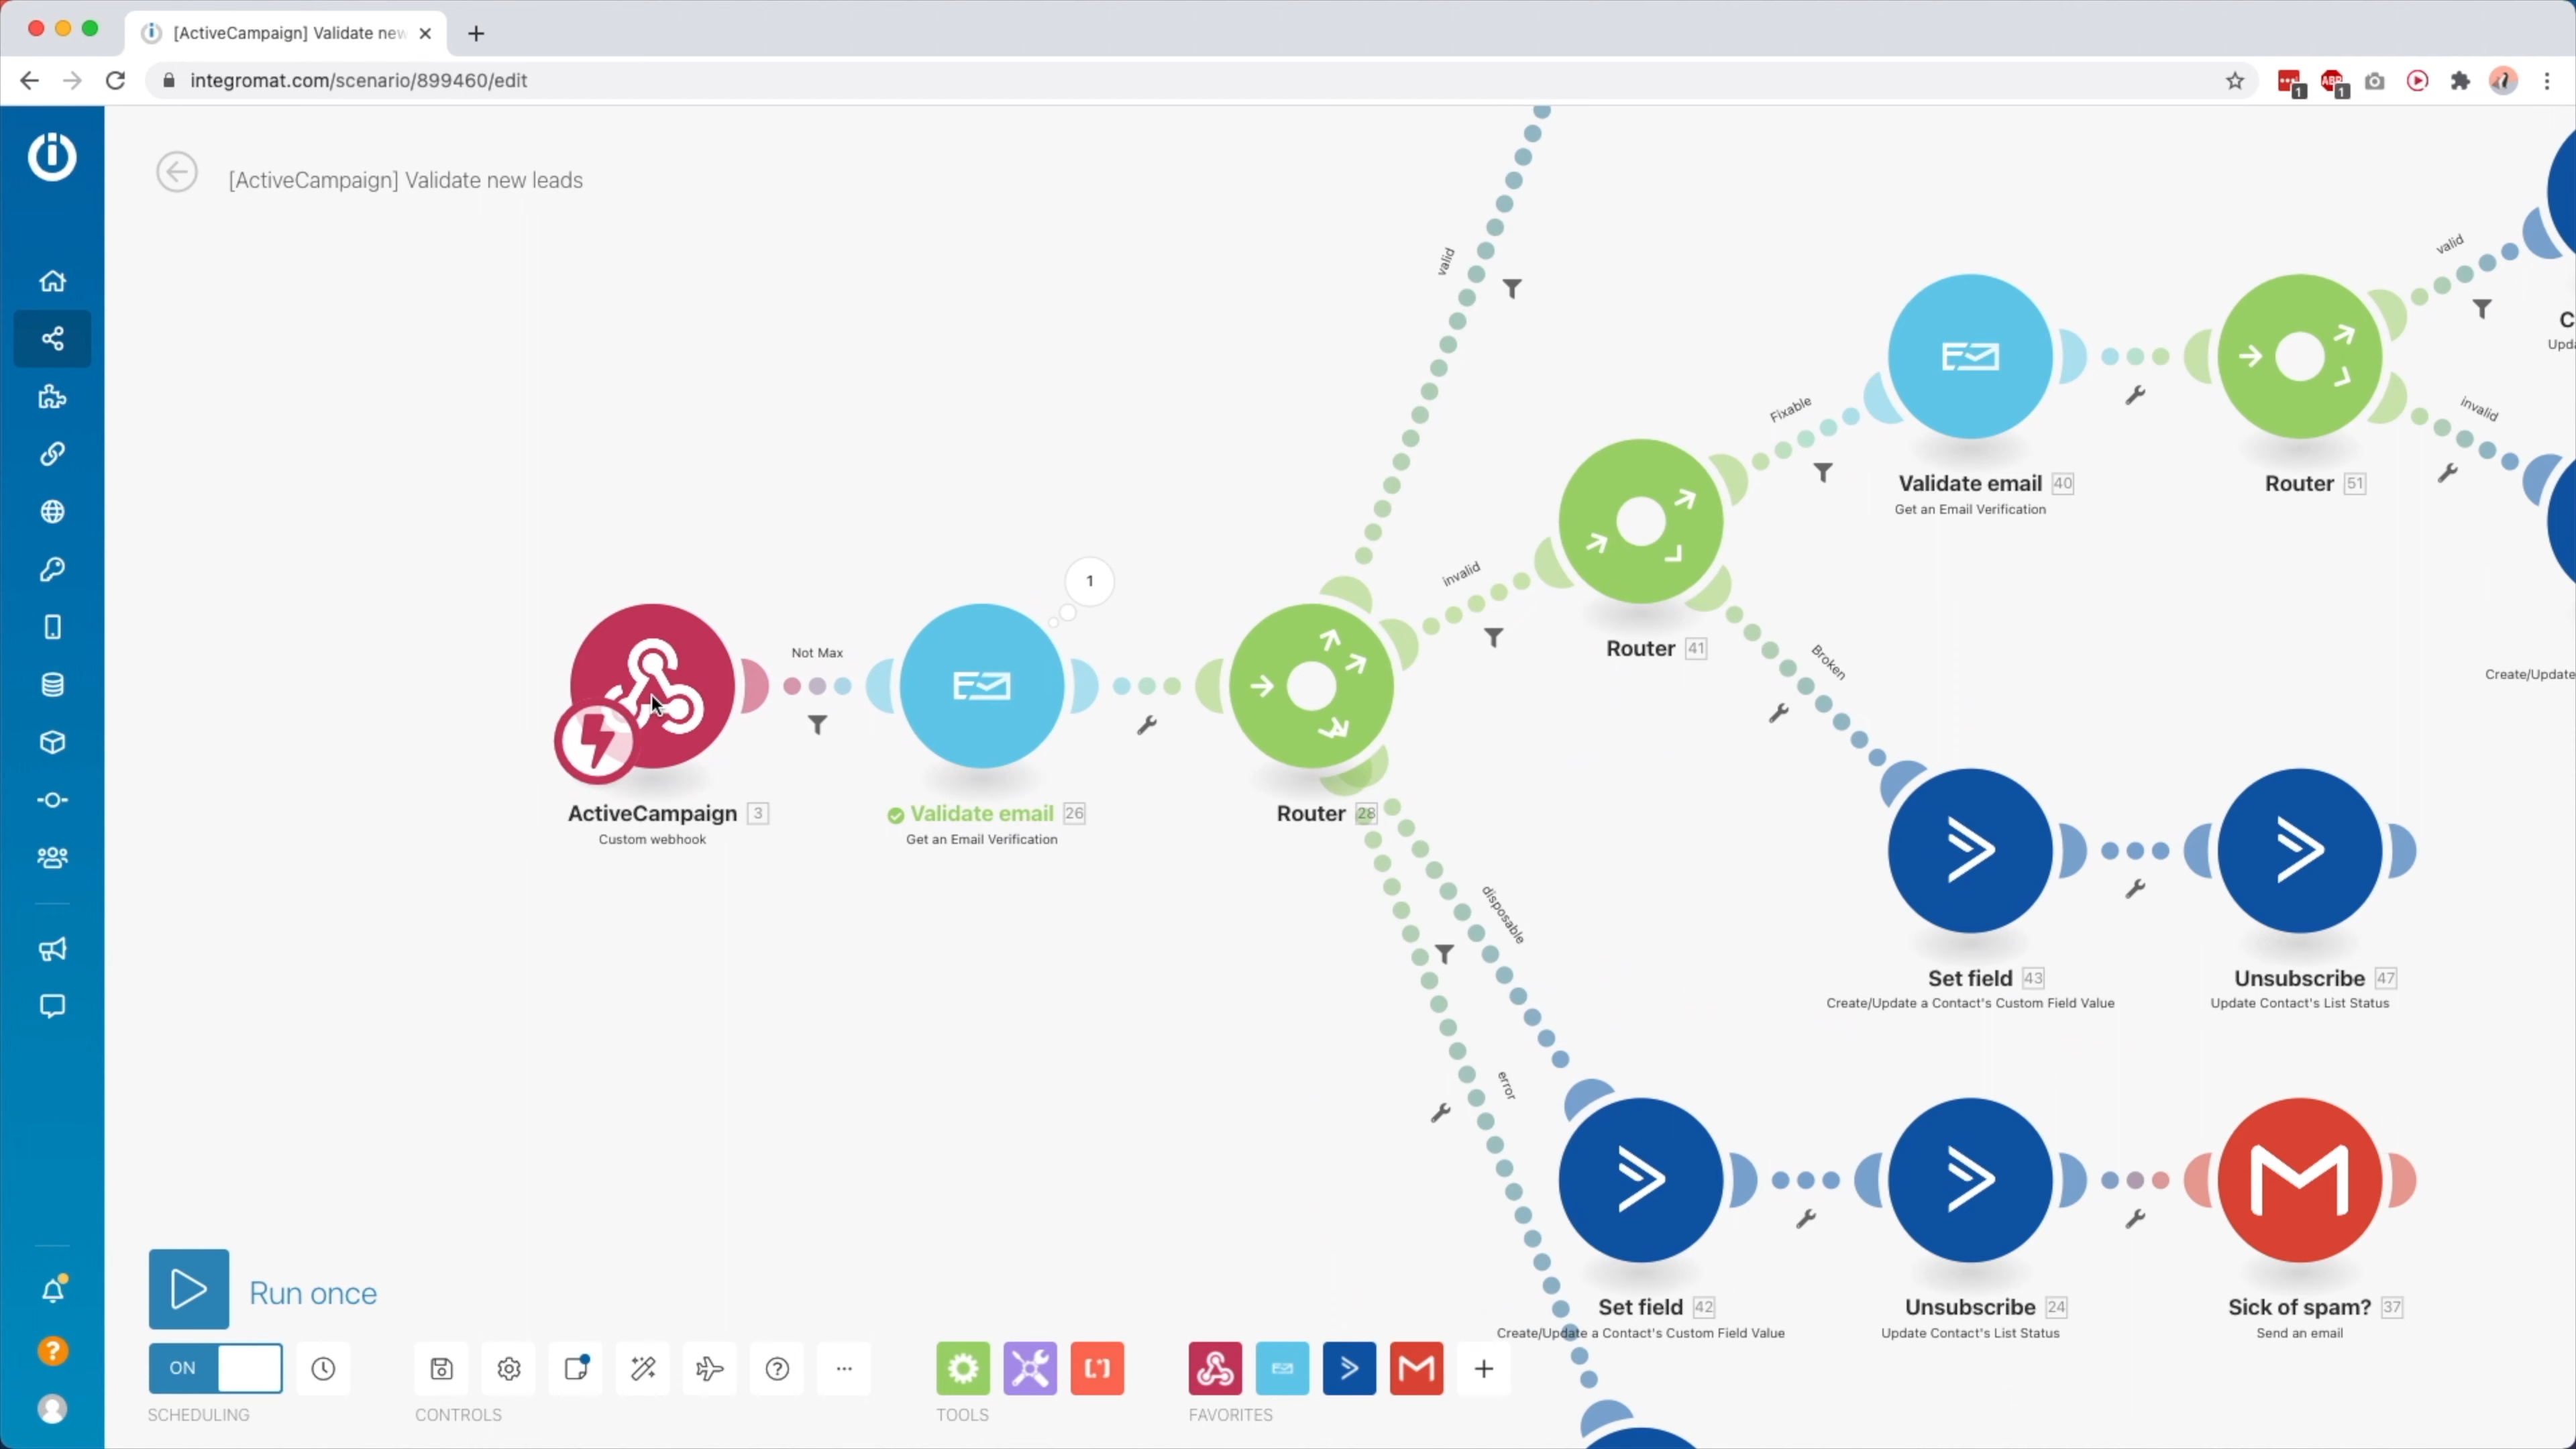 [ActiveCampaign] Validate new
integromat.com/scenario/899460/edit
1
ABP
1
[ActiveCampaign] Validate new leads
valid
valid
Fixable
invalid
Validate email 40
Get an Email Verification
Router 51
invalid
1
Router 41
Not Max
Broken
ActiveCampaign 3
Custom webhook
Validate email 26
Get an Email Verification
Router 28
Create/Update
disposable
Set field 43
Create/Update a Contact's Custom Field Value
Unsubscribe 47
Update Contact's List Status
error
Run once
Set field 42
Create/Update a Contact's Custom Field Value
Unsubscribe 24
Update Contact's List Status
Sick of spam? 37
Send an email
ON
SCHEDULING
CONTROLS
TOOLS
FAVORITES